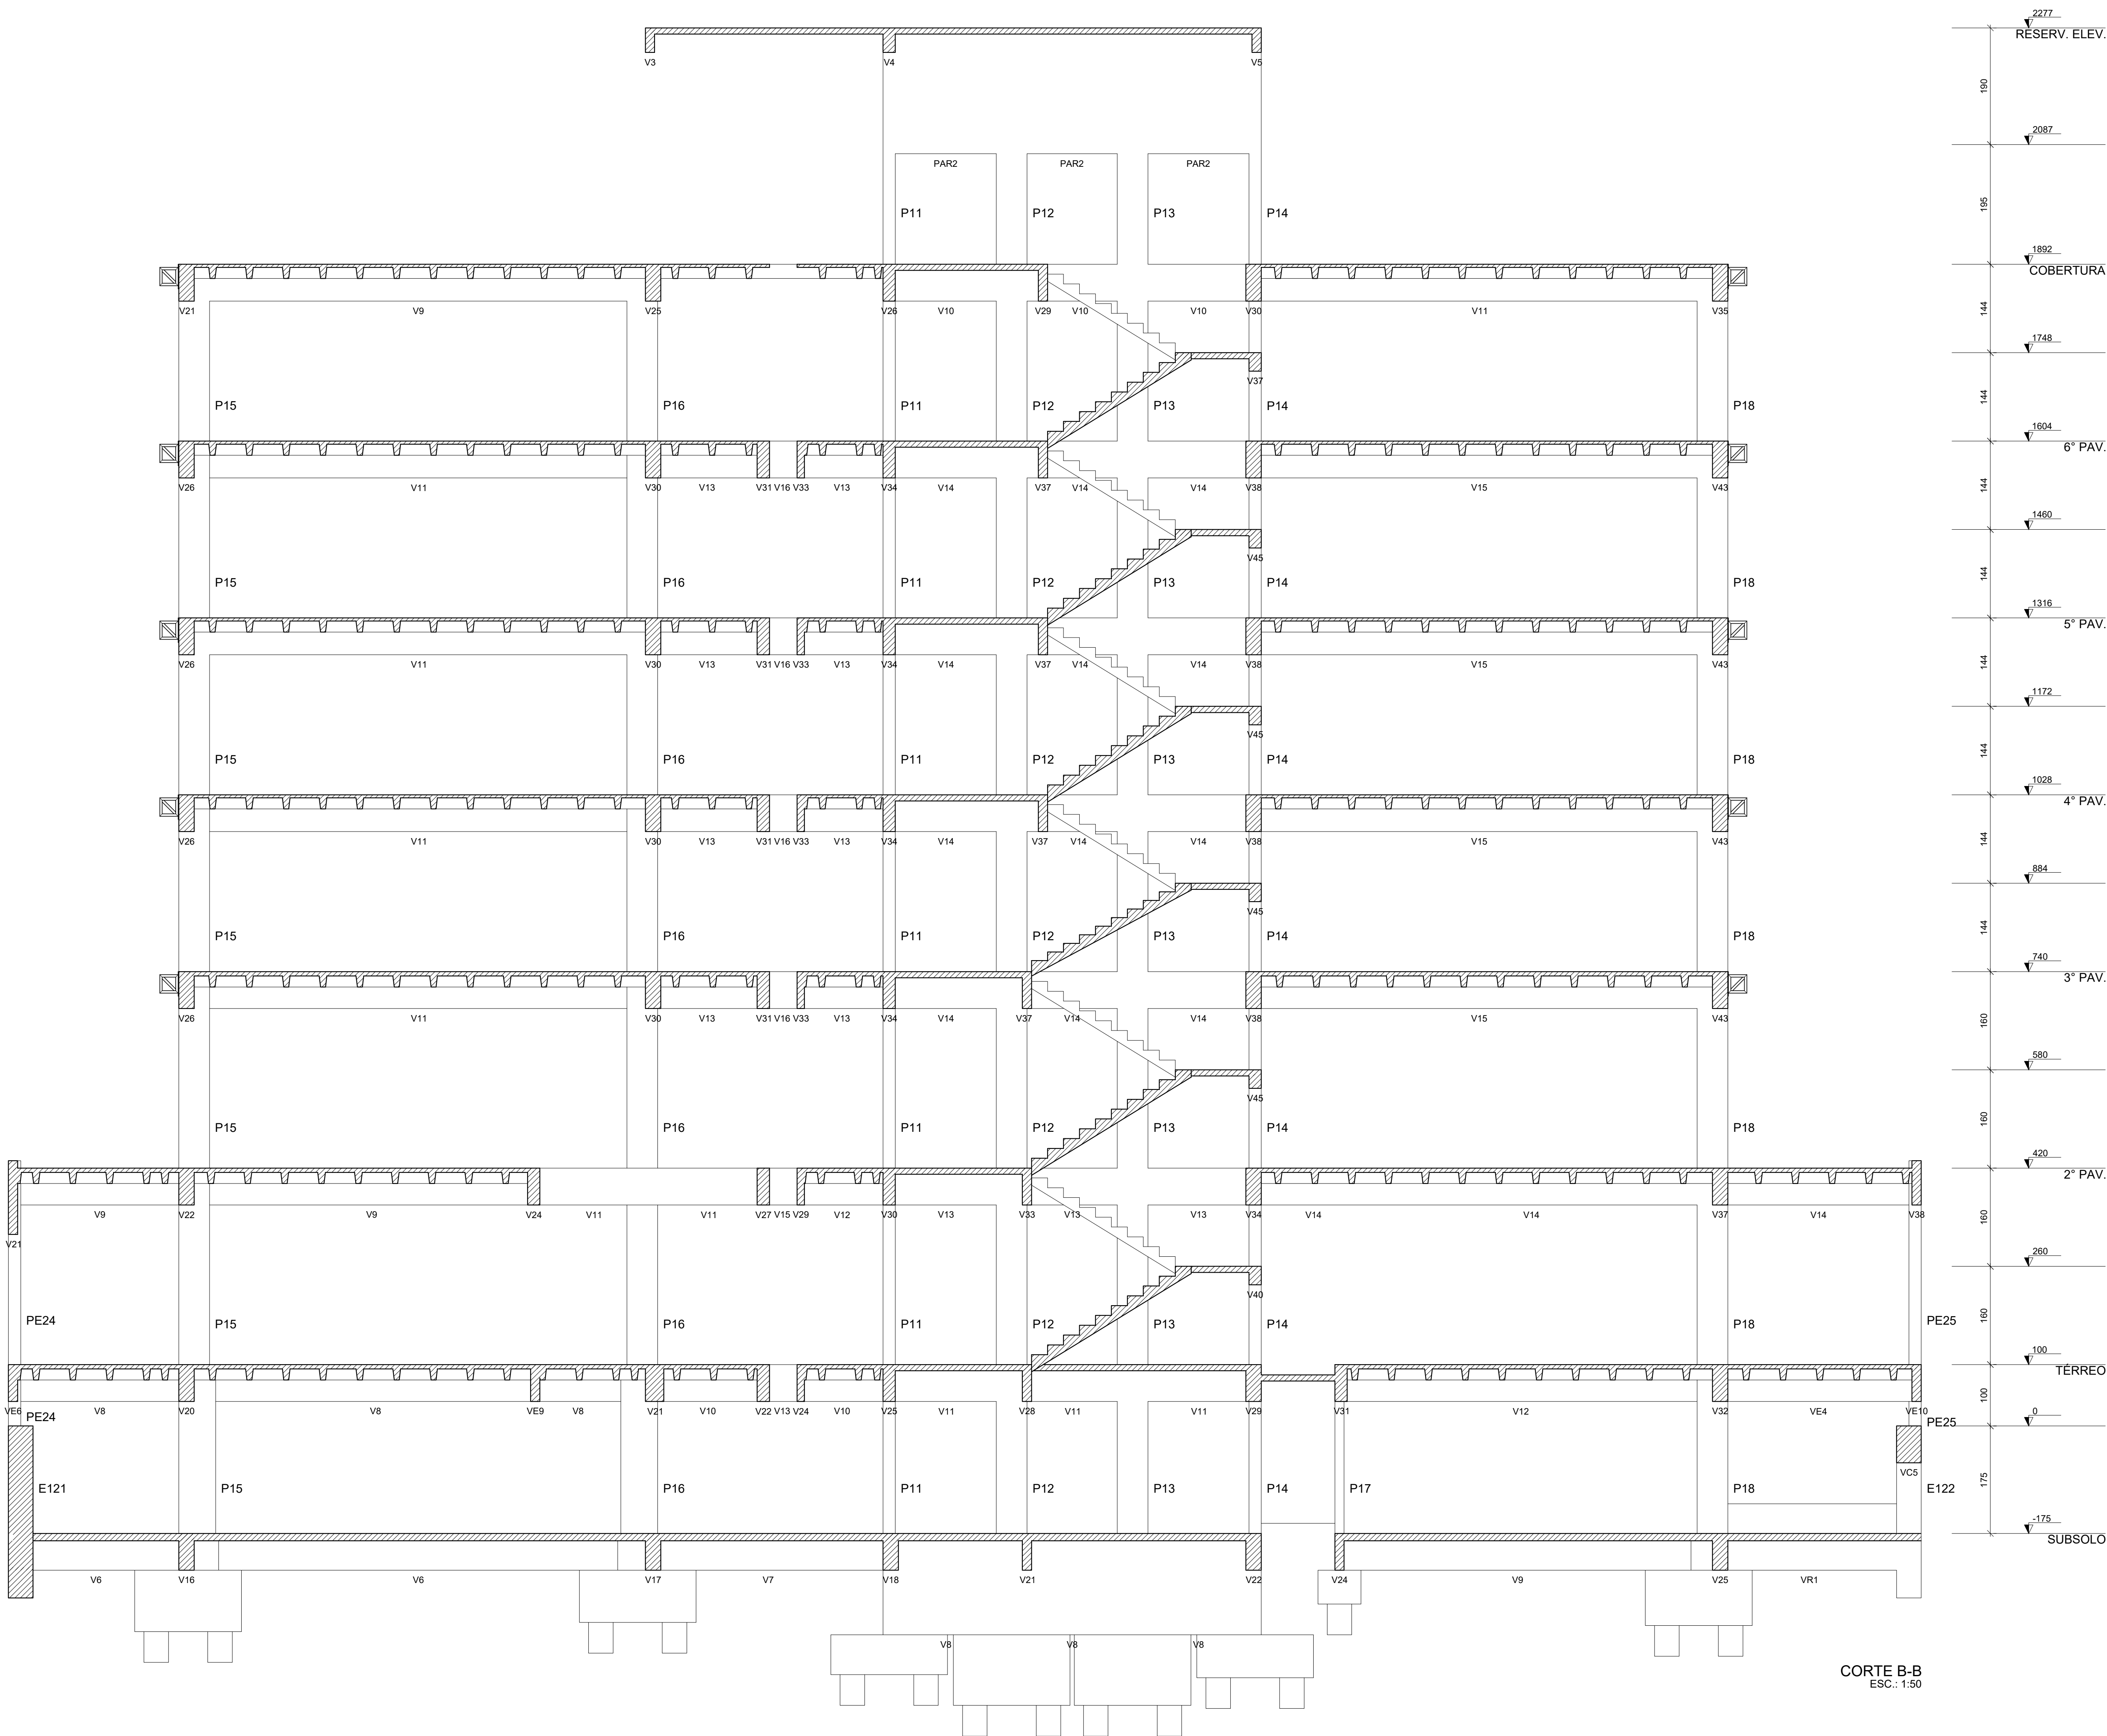 2277
RESERV. ELEV.
V3 V4 V5
190
2087
PAR2 PAR2 PAR2
195
P11 P12 P13 P14
1892
COBERTURA
V21 V9 V25 V26 V10 V29 V10 V10 V30 V11 V35
144
1748
V37
144
P15 P16 P11 P12 P13 P14 P18
1604
6° PAV.
V26 V11 V30 V13 V31 V16 V33 V13 V34 V14 V37 V14 V14 V38 V15 V43
144
1460
V45
144
P15 P16 P11 P12 P13 P14 P18
1316
5° PAV.
V26 V11 V30 V13 V31 V16 V33 V13 V34 V14 V37 V14 V14 V38 V15 V43
144
1172
V45
144
P15 P16 P11 P12 P13 P14 P18
1028
4° PAV.
V26 V11 V30 V13 V31 V16 V33 V13 V34 V14 V37 V14 V14 V38 V15 V43
144
884
V45
144
P15 P16 P11 P12 P13 P14 P18
740
3° PAV.
V26 V11 V30 V13 V31 V16 V33 V13 V34 V14 V37 V14 V14 V38 V15 V43
160
580
V45
160
P15 P16 P11 P12 P13 P14 P18
420
2° PAV.
V9 V22 V9 V24 V11 V11 V27 V15 V29 V12 V30 V13 V33 V13 V13 V34 V14 V14 V37 V14 V38
160
V21
260
V40
160
PE24 P15 P16 P11 P12 P13 P14 P18 PE25
100
TÉRREO
VE6 V8 V20 V8 VE9 V8 V21 V10 V22 V13 V24 V10 V25 V11 V28 V11 V11 V29 V31 V12 V32 VE4 VE10
100
0
PE24 PE25
VC5
175
E121 P15 P16 P11 P12 P13 P14 P17 P18 E122
-175
SUBSOLO
V6 V16 V6 V17 V7 V18 V21 V22 V24 V9 V25 VR1
V8 V8 V8
CORTE B-B
ESC.: 1:50